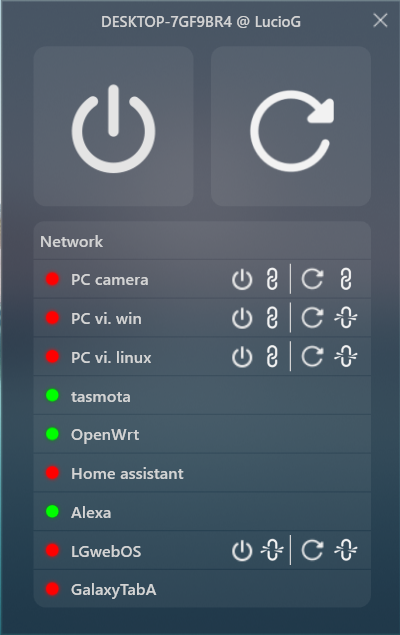 DESKTOP-7GF9BR4 @ LucioG
Network
PC camera
PC vi. win
PC vi. linux
tasmota
OpenWrt
Home assistant
Alexa
LGwebOS
GalaxyTabA